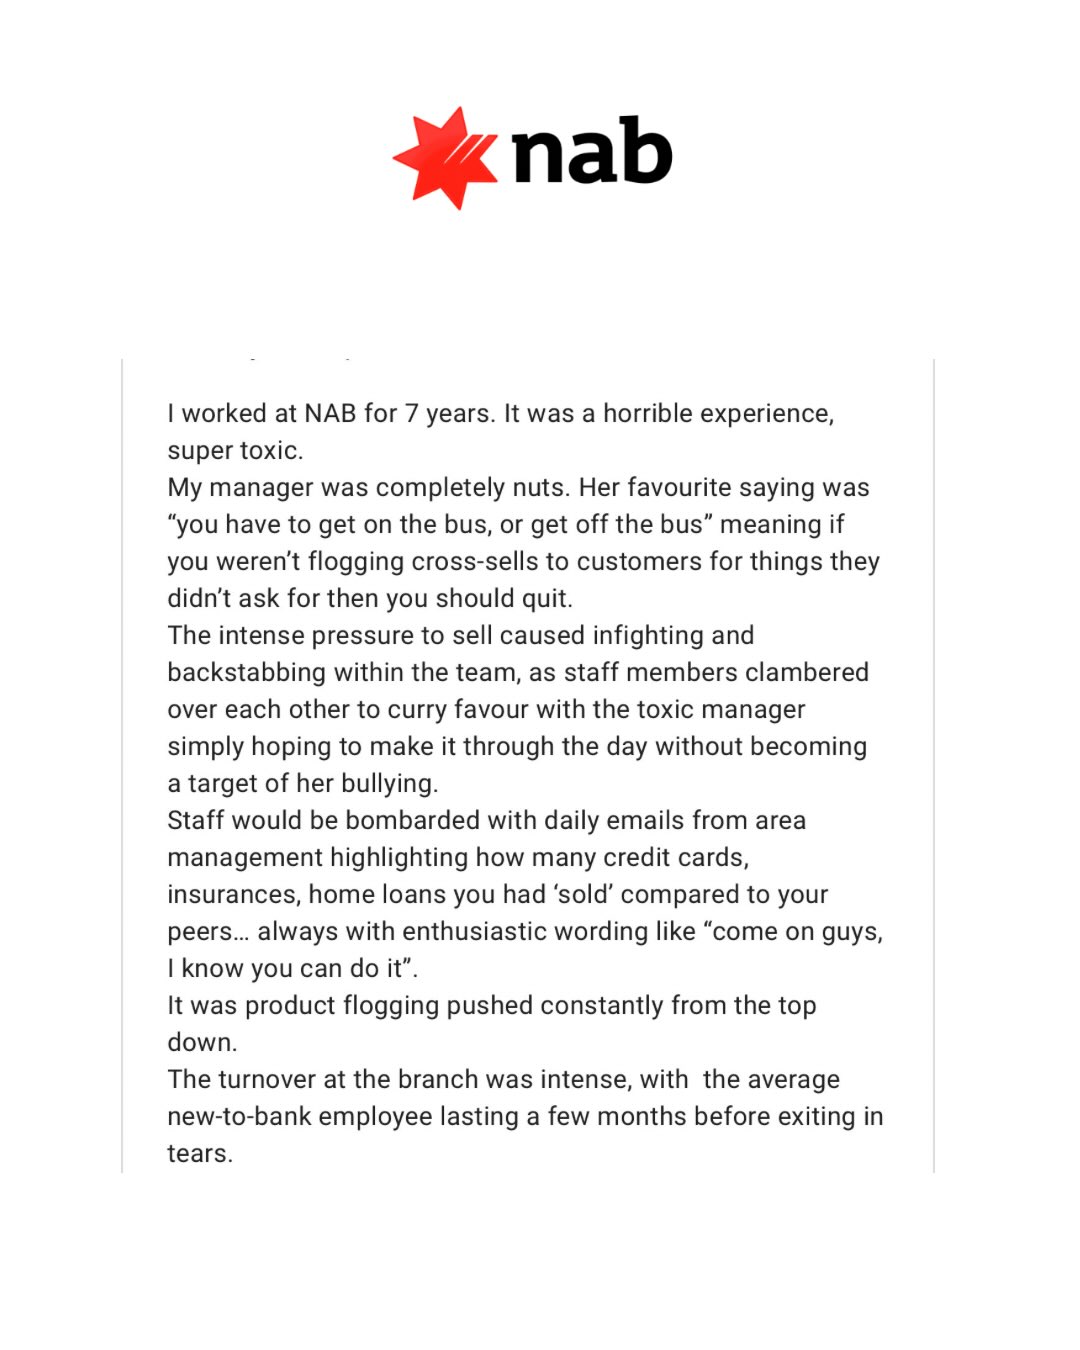 nab
I worked at NAB for 7 years. It was a horrible experience,
super toxic.
My manager was completely nuts. Her favourite saying was
“you have to get on the bus, or get off the bus” meaning if
you weren’t flogging cross-sells to customers for things they
didn’t ask for then you should quit.
The intense pressure to sell caused infighting and
backstabbing within the team, as staff members clambered
over each other to curry favour with the toxic manager
simply hoping to make it through the day without becoming
a target of her bullying.
Staff would be bombarded with daily emails from area
management highlighting how many credit cards,
insurances, home loans you had ‘sold’ compared to your
peers… always with enthusiastic wording like “come on guys,
I know you can do it”.
It was product flogging pushed constantly from the top
down.
The turnover at the branch was intense, with  the average
new-to-bank employee lasting a few months before exiting in
tears.